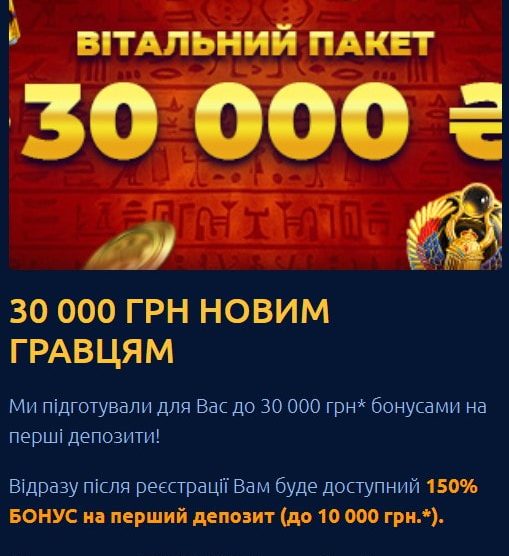 ВІТАЛЬНИЙ ПАКЕТ
30 000 ₴
30 000 ГРН НОВИМ
ГРАВЦЯМ
Ми підготували для Вас до 30 000 грн* бонусами на
перші депозити!
Відразу після реєстрації Вам буде доступний 150%
БОНУС на перший депозит (до 10 000 грн.*).